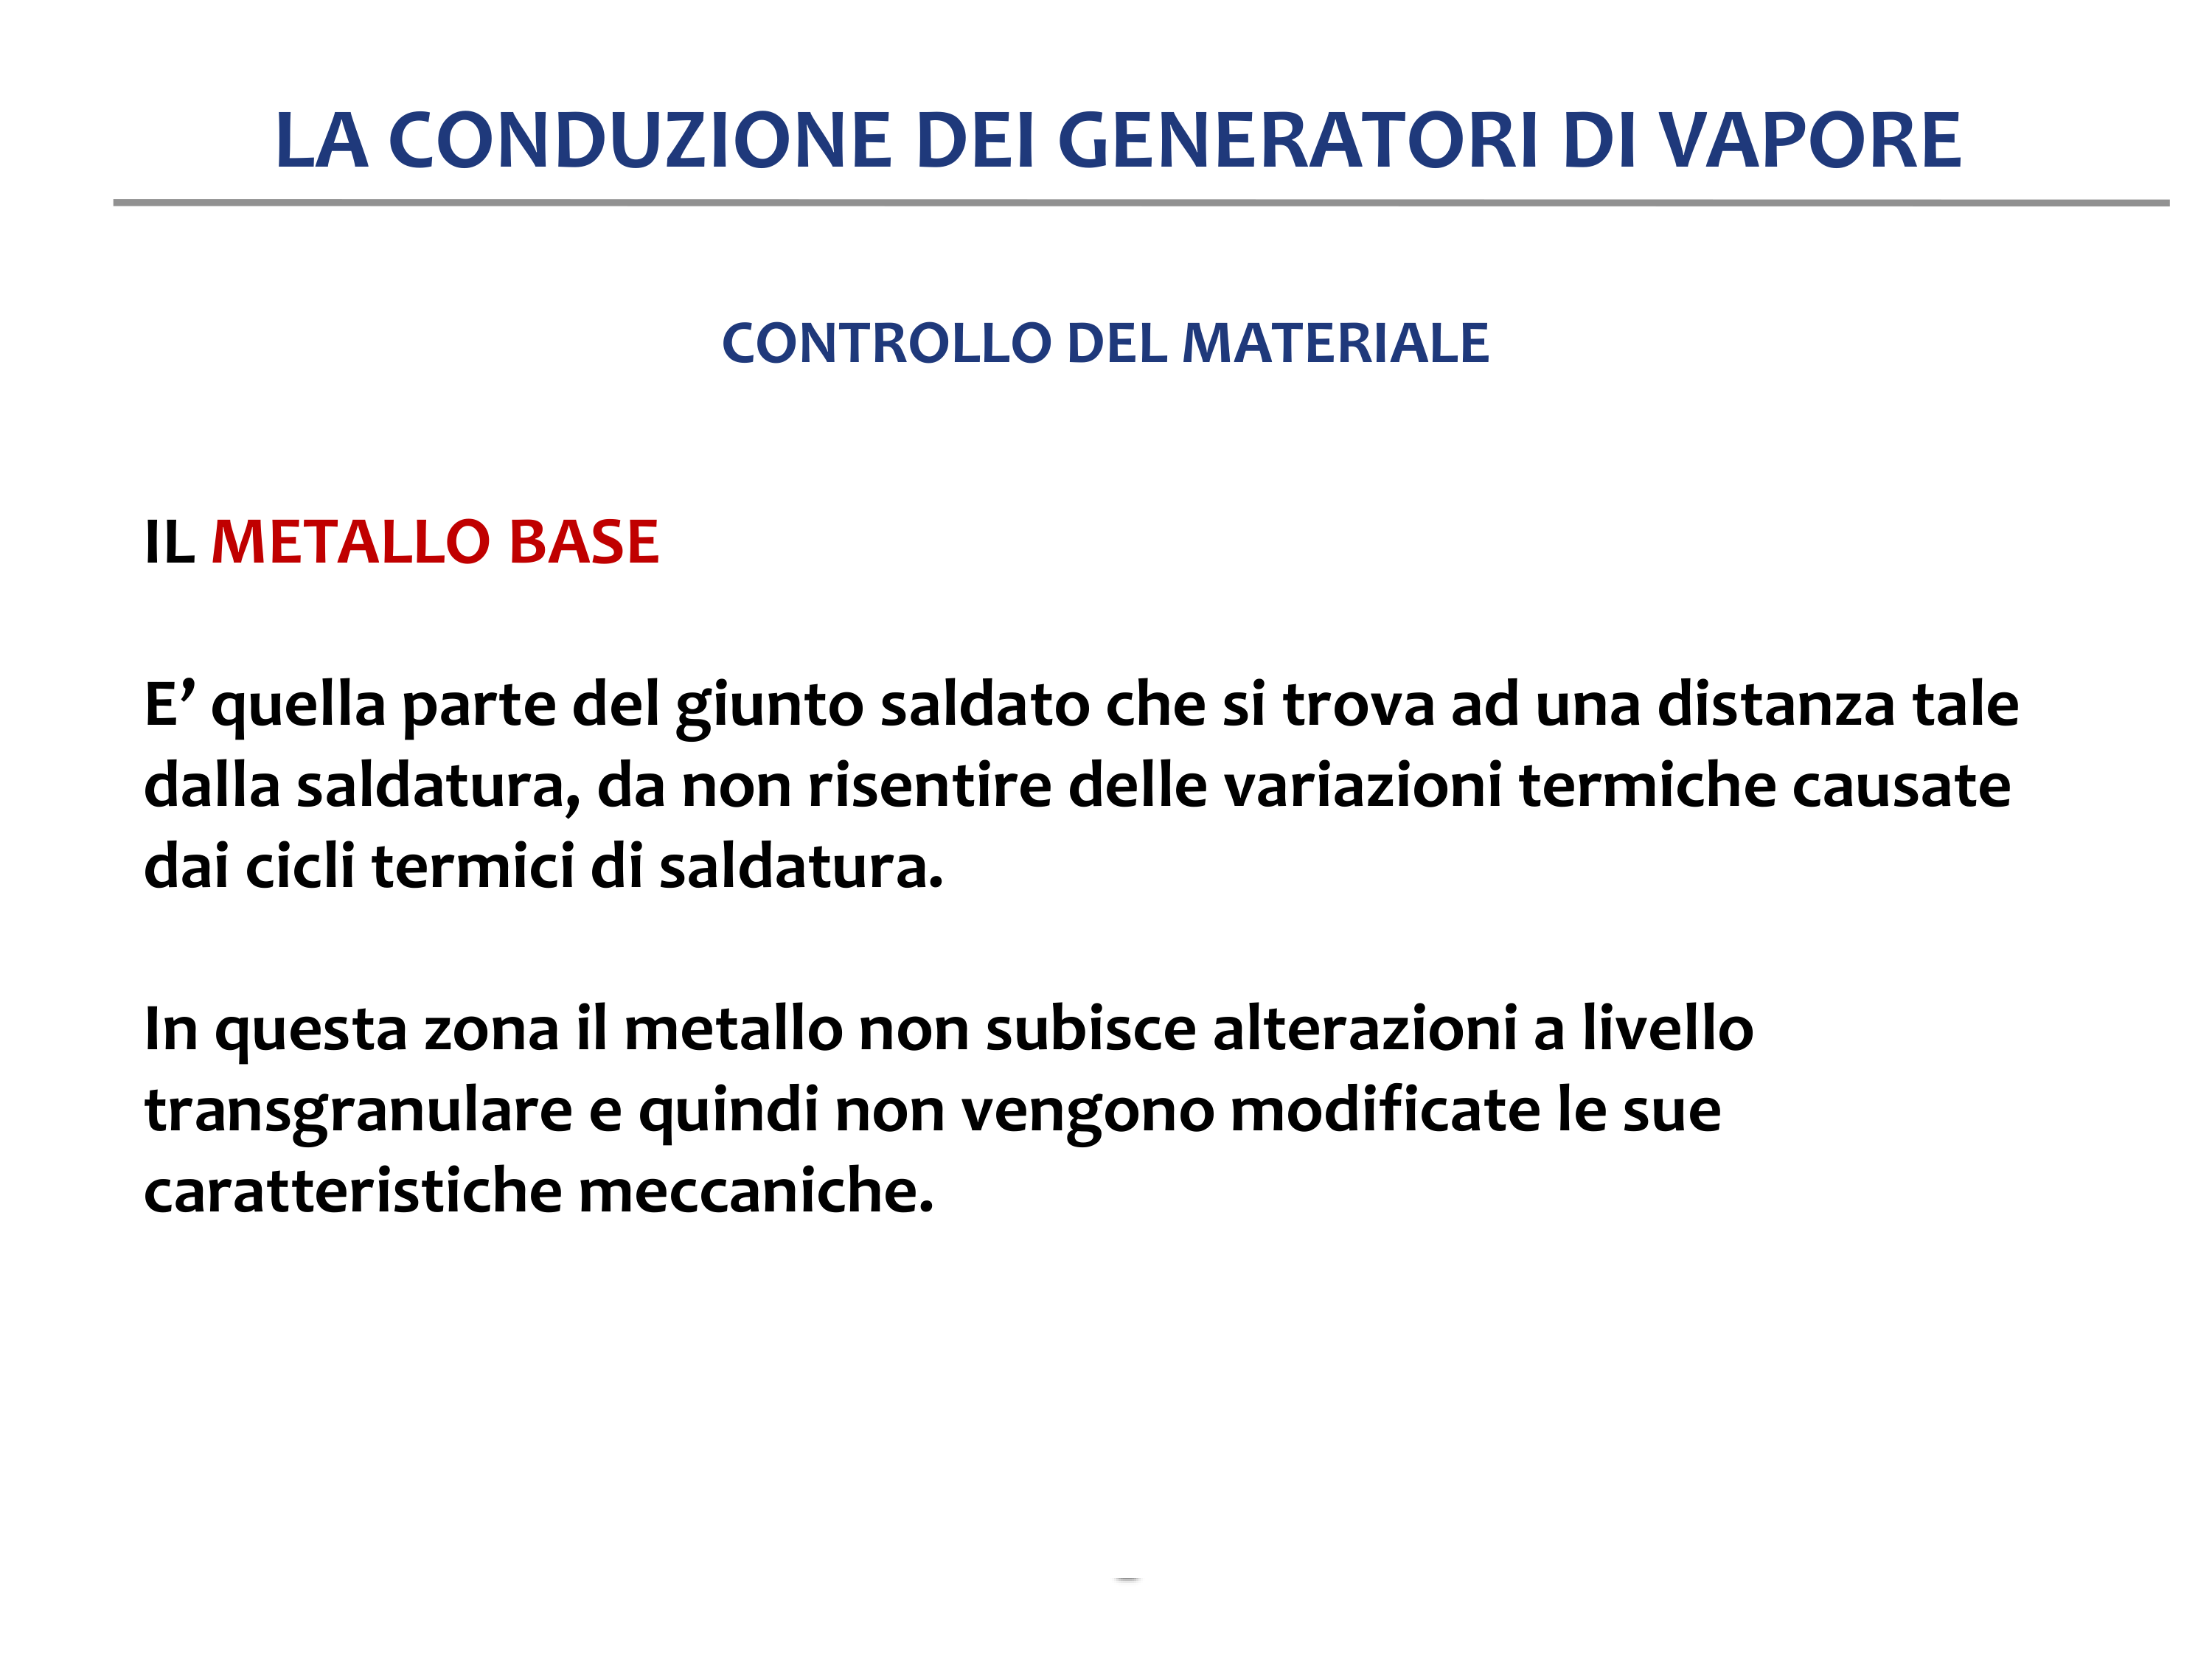 LA CONDUZIONE DEI GENERATORI DI VAPORE
CONTROLLO DEL MATERIALE
IL METALLO BASE
E’ quella parte del giunto saldato che si trova ad una distanza tale
dalla saldatura, da non risentire delle variazioni termiche causate
dai cicli termici di saldatura.
In questa zona il metallo non subisce alterazioni a livello
transgranulare e quindi non vengono modificate le sue
caratteristiche meccaniche.